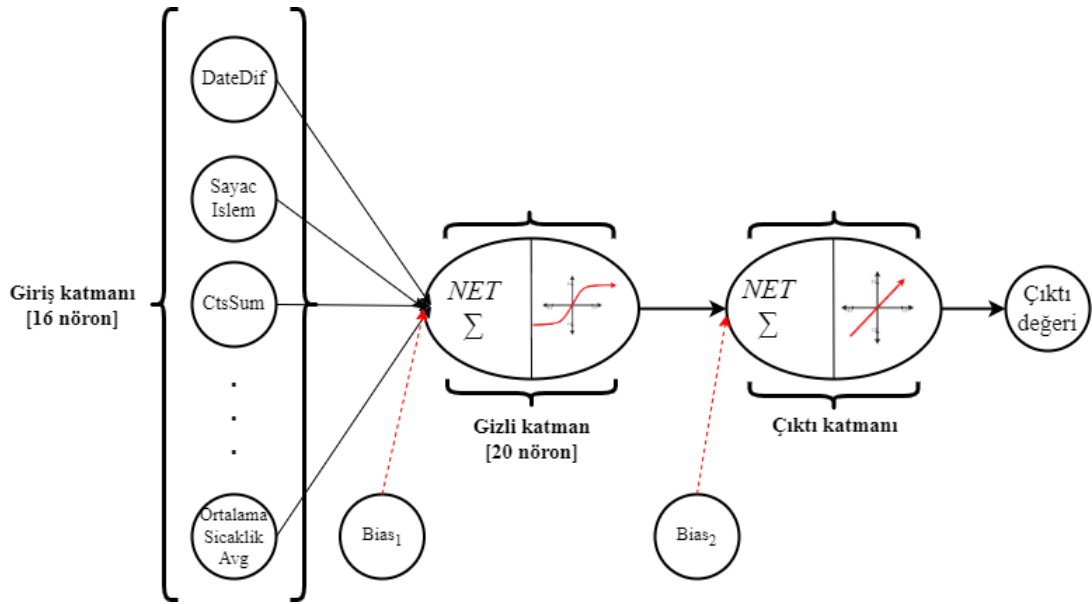 DateDif
Sayac
Islem
CtsSum
Ortalama
Sicaklik
Avg
Giriş katmanı
[16 nöron]
NET
Σ
Gizli katman
[20 nöron]
Bias1
NET
Σ
Çıktı katmanı
Bias2
Çıktı
değeri